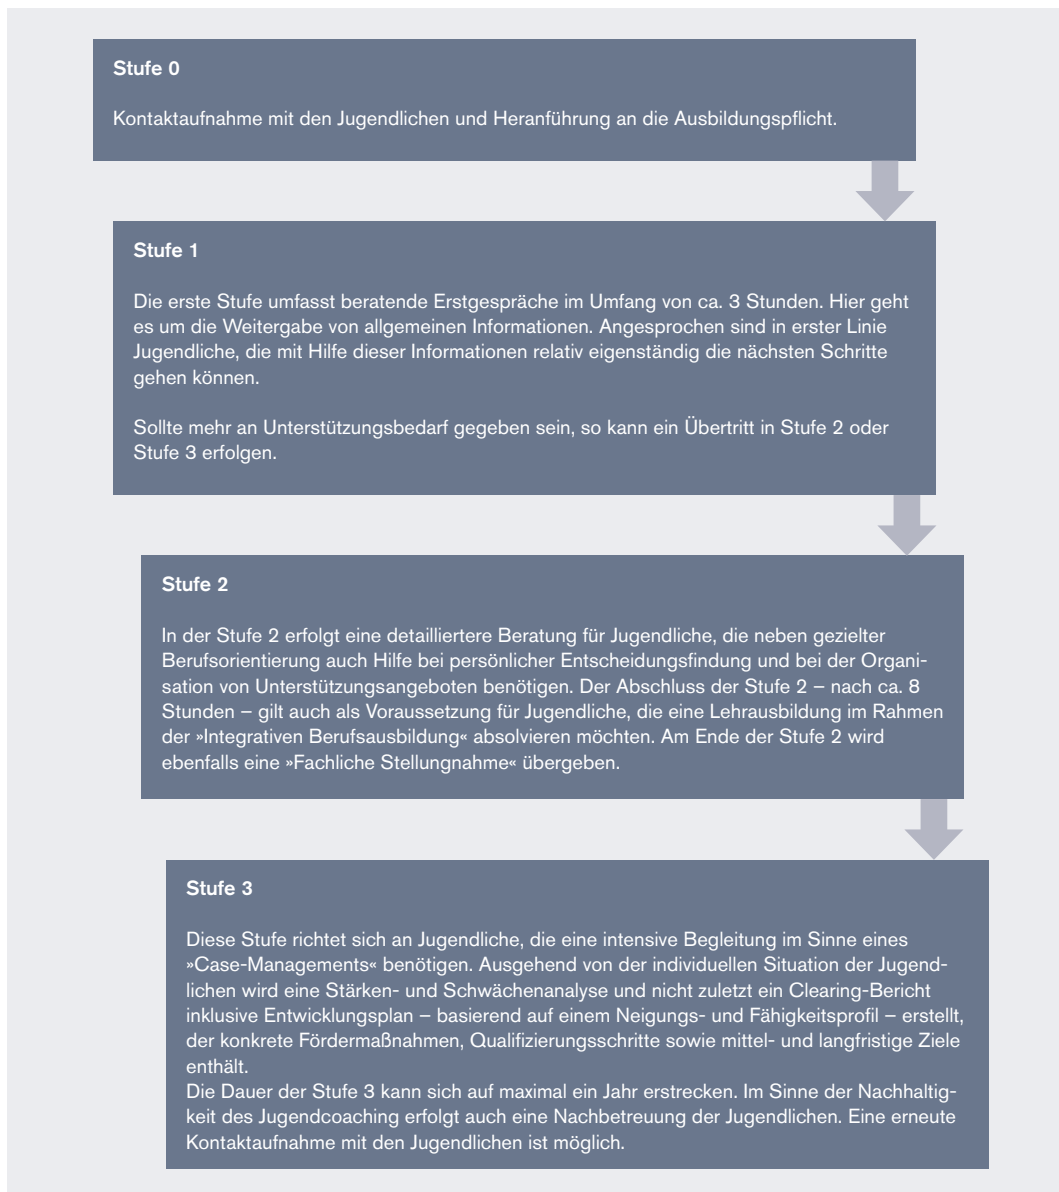 Stufe 0
Kontaktaufnahme mit den Jugendlichen und Heranführung an die Ausbildungspflicht.
Stufe 1
Die erste Stufe umfasst beratende Erstgespräche im Umfang von ca. 3 Stunden. Hier geht
es um die Weitergabe von allgemeinen Informationen. Angesprochen sind in erster Linie
Jugendliche, die mit Hilfe dieser Informationen relativ eigenständig die nächsten Schritte
gehen können.
Sollte mehr an Unterstützungsbedarf gegeben sein, so kann ein Übertritt in Stufe 2 oder
Stufe 3 erfolgen.
Stufe 2
In der Stufe 2 erfolgt eine detailliertere Beratung für Jugendliche, die neben gezielter
Berufsorientierung auch Hilfe bei persönlicher Entscheidungsfindung und bei der Organi-
sation von Unterstützungsangeboten benötigen. Der Abschluss der Stufe 2 – nach ca. 8
Stunden – gilt auch als Voraussetzung für Jugendliche, die eine Lehrausbildung im Rahmen
der »Integrativen Berufsausbildung« absolvieren möchten. Am Ende der Stufe 2 wird
ebenfalls eine »Fachliche Stellungnahme« übergeben.
Stufe 3
Diese Stufe richtet sich an Jugendliche, die eine intensive Begleitung im Sinne eines
»Case-Managements« benötigen. Ausgehend von der individuellen Situation der Jugend-
lichen wird eine Stärken- und Schwächenanalyse und nicht zuletzt ein Clearing-Bericht
inklusive Entwicklungsplan – basierend auf einem Neigungs- und Fähigkeitsprofil – erstellt,
der konkrete Fördermaßnahmen, Qualifizierungsschritte sowie mittel- und langfristige Ziele
enthält.
Die Dauer der Stufe 3 kann sich auf maximal ein Jahr erstrecken. Im Sinne der Nachhaltig-
keit des Jugendcoaching erfolgt auch eine Nachbetreuung der Jugendlichen. Eine erneute
Kontaktaufnahme mit den Jugendlichen ist möglich.